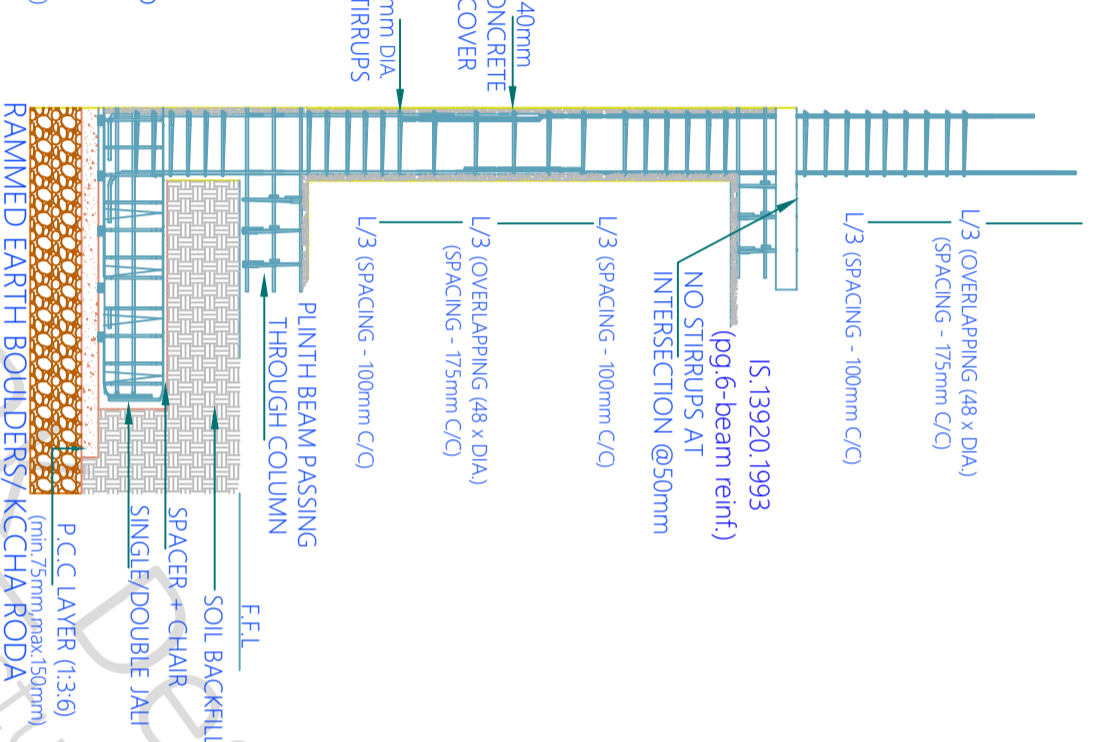 40mm
CONCRETE
COVER
mm DIA.
STIRRUPS
L/3 (OVERLAPPING (48 x DIA.)
(SPACING - 175mm C/C)
L/3 (SPACING - 100mm C/C)
IS.13920.1993
(pg.6-beam reinf.)
NO STIRRUPS AT
INTERSECTION @50mm
L/3 (SPACING - 100mm C/C)
L/3 (OVERLAPPING (48 x DIA.)
(SPACING - 175mm C/C)
L/3 (SPACING - 100mm C/C)
PLINTH BEAM PASSING
THROUGH COLUMN
F.F.L
SOIL BACKFILL
SPACER + CHAIR
SINGLE/DOUBLE JALI
P.C.C LAYER (1:3:6)
(min.75mm,max.150mm)
RAMMED EARTH BOULDERS/ KCCHA RODA